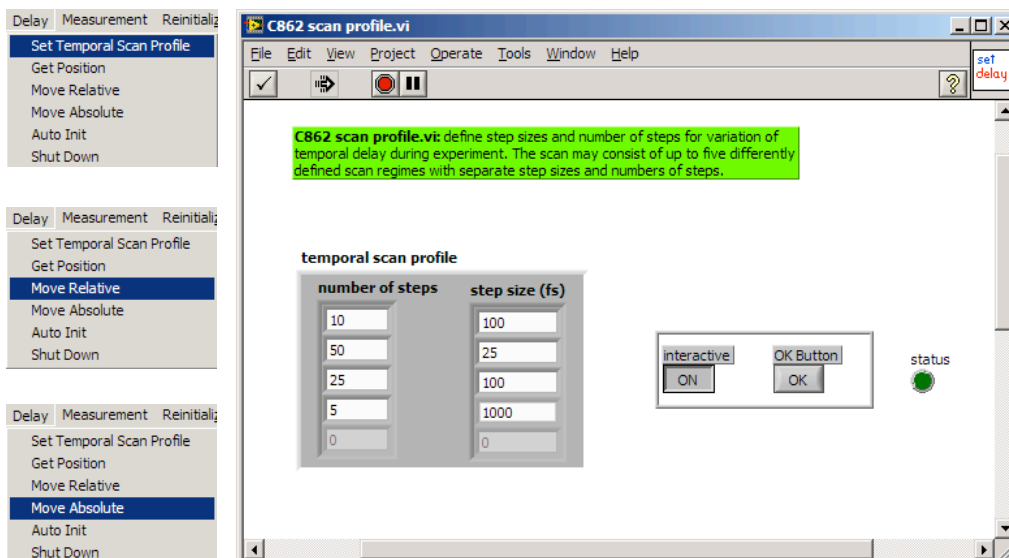 Delay Measurement
Set Temporal Scan Profile
Get Position
Move Relative
Move Absolute
Auto Init
Shut Down
Delay Measurement
Set Temporal Scan Profile
Get Position
Move Relative
Move Absolute
Auto Init
Shut Down
Delay Measurement
Set Temporal Scan Profile
Get Position
Move Relative
Move Absolute
Auto Init
Shut Down
C862 scan profile.vi
File Edit View Project Operate Tools Window Help
set
delay
C862 scan profile.vi: define step sizes and number of steps for variation of
temporal delay during experiment. The scan may consist of up to five differently
defined scan regimes with separate step sizes and numbers of steps.
temporal scan profile
number of steps step size (fs)
10 100
50 25
25 100
5 1000
0 0
interactive OK Button
ON OK
status